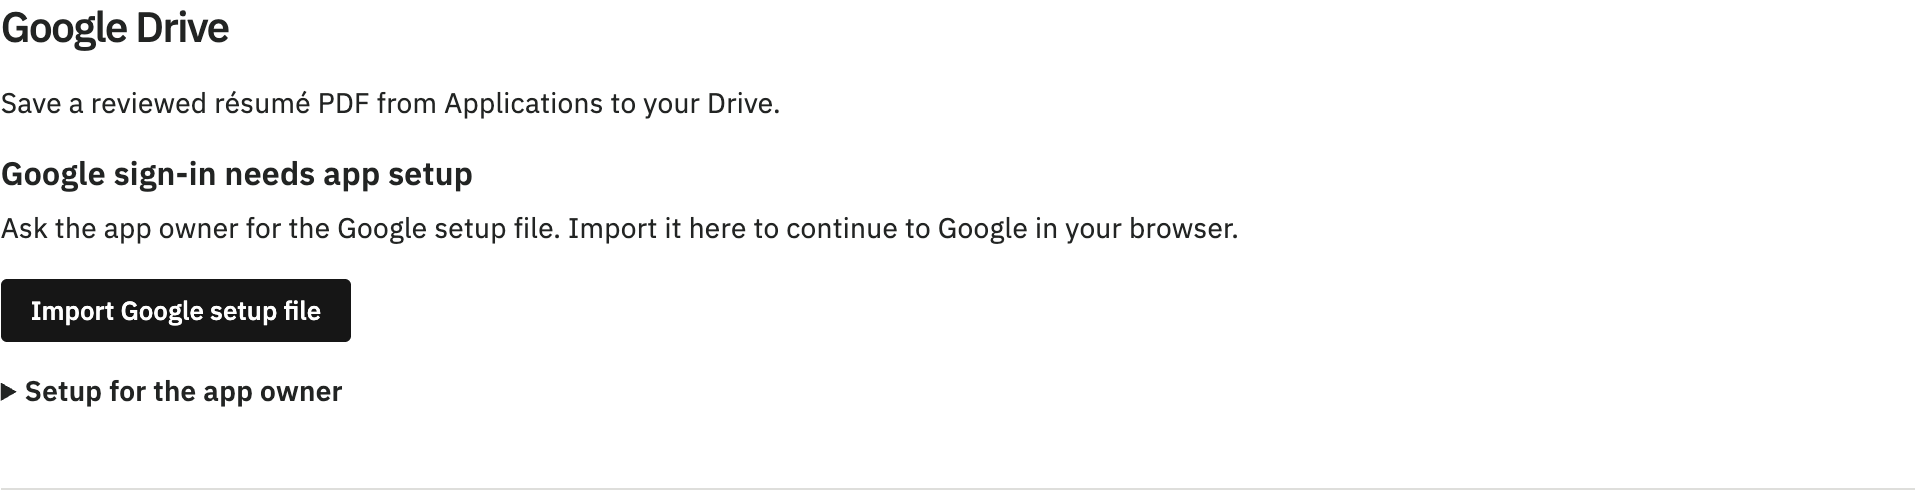 Google Drive
Save a reviewed résumé PDF from Applications to your Drive.
Google sign-in needs app setup
Ask the app owner for the Google setup file. Import it here to continue to Google in your browser.
Import Google setup file
Setup for the app owner